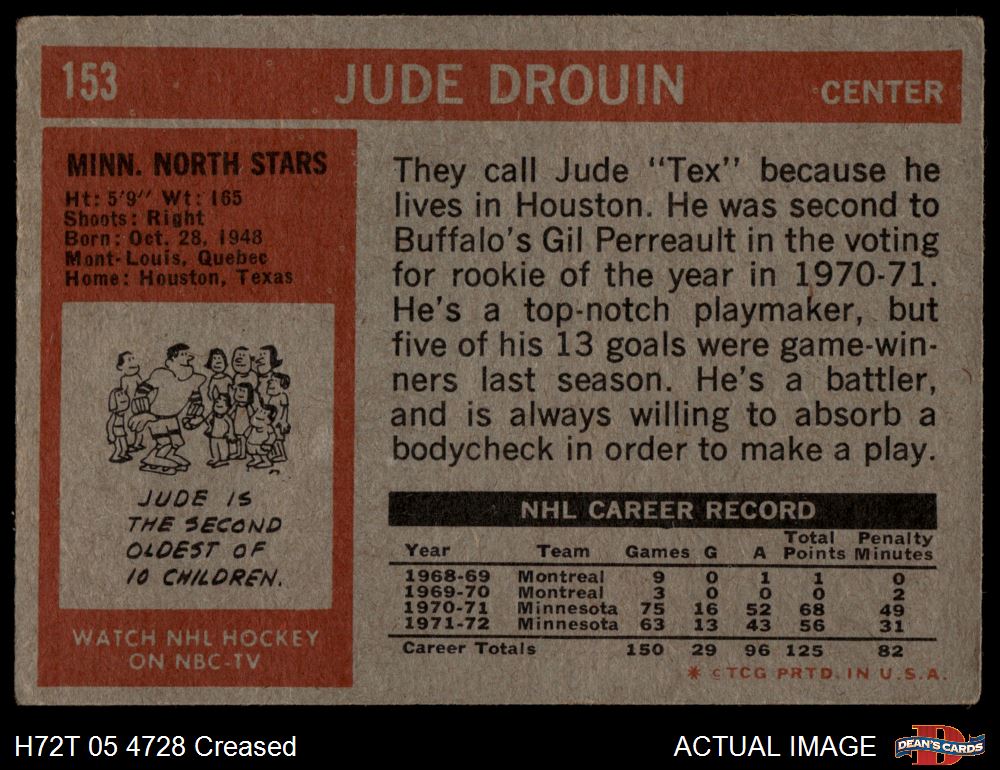 153 JUDE DROUIN CENTER
MINN. NORTH STARS
Ht: 5'9" Wt: 165
Shoots: Right
Born: Oct. 28, 1948
Mont-Louis, Quebec
Home: Houston, Texas
JUDE IS
THE SECOND
OLDEST OF
10 CHILDREN.
WATCH NHL HOCKEY
ON NBC-TV
They call Jude "Tex" because he
lives in Houston. He was second to
Buffalo's Gil Perreault in the voting
for rookie of the year in 1970-71.
He's a top-notch playmaker, but
five of his 13 goals were game-win-
ners last season. He's a battler,
and is always willing to absorb a
bodycheck in order to make a play.
NHL CAREER RECORD
Year Team Games G A Total Points Penalty Minutes
1968-69 Montreal 9 0 1 1 0
1969-70 Montreal 3 0 0 0 2
1970-71 Minnesota 75 16 52 68 49
1971-72 Minnesota 63 13 43 56 31
Career Totals 150 29 96 125 82
* © TCG PRTD. IN U.S.A.
H72T 05 4728 Creased ACTUAL IMAGE
D
DEAN'S CARDS